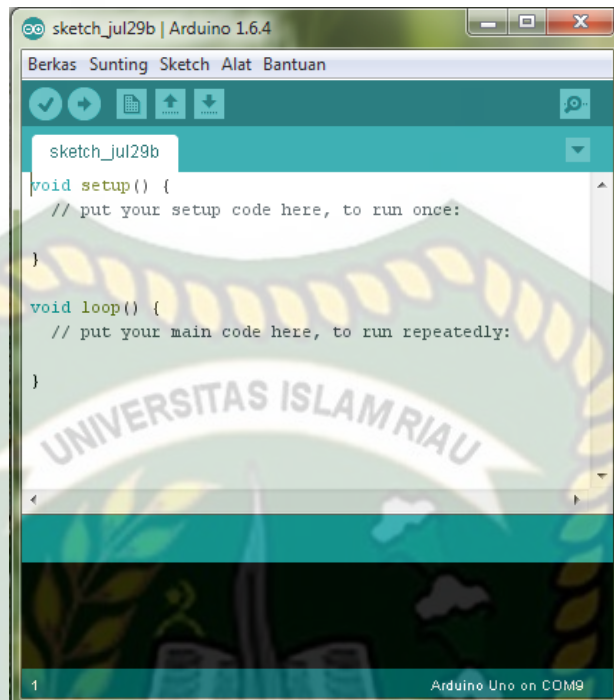 sketch_jul29b | Arduino 1.6.4
Berkas Sunting Sketch Alat Bantuan
sketch_jul29b
void setup() {
  // put your setup code here, to run once:
}
void loop() {
  // put your main code here, to run repeatedly:
}
UNIVERSITAS ISLAM RIAU
1 Arduino Uno on COM9